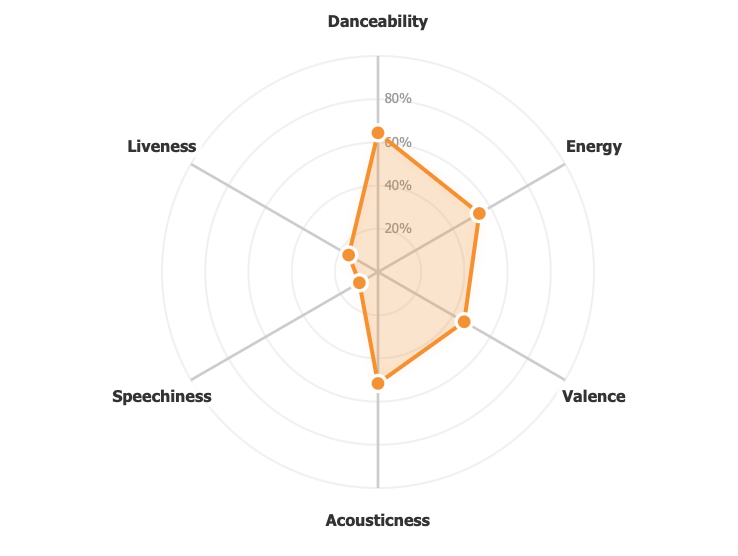 Danceability
80%
Liveness
60%
Energy
40%
20%
Speechiness
Valence
Acousticness